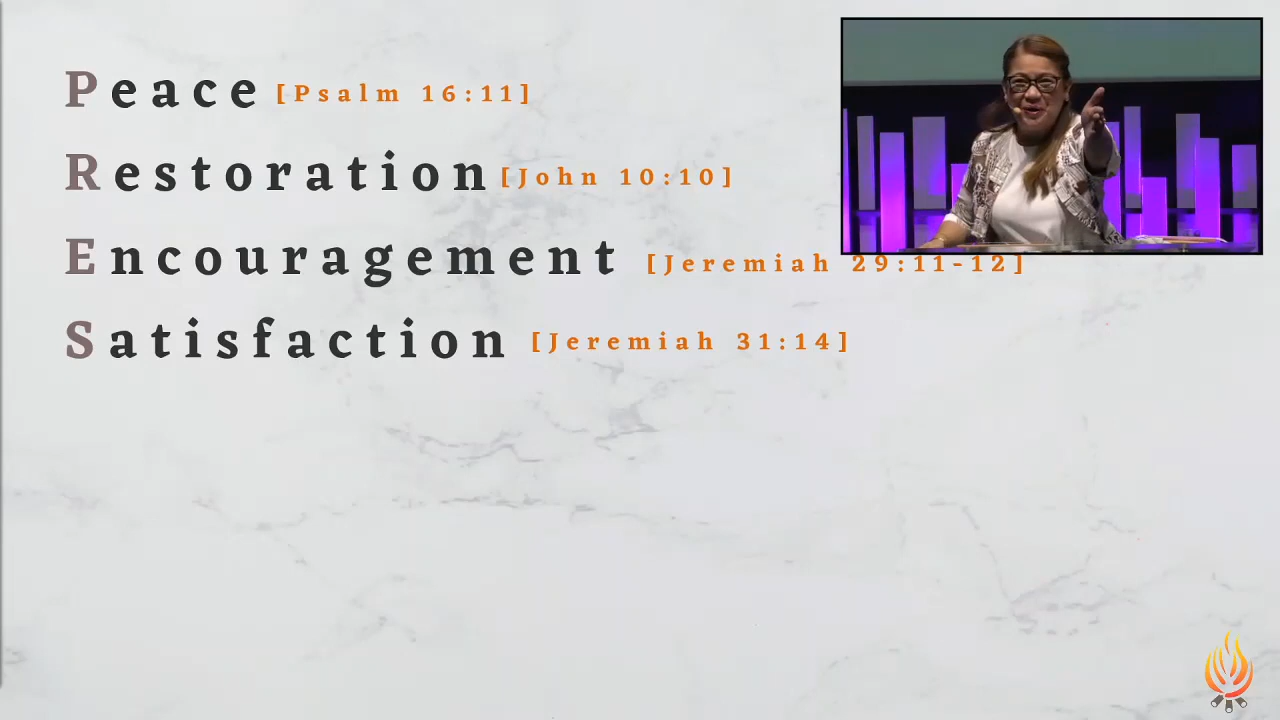 Peace [Psalm 16:11]
Restoration [John 10:10]
Encouragement [Jeremiah 29:11-12]
Satisfaction [Jeremiah 31:14]